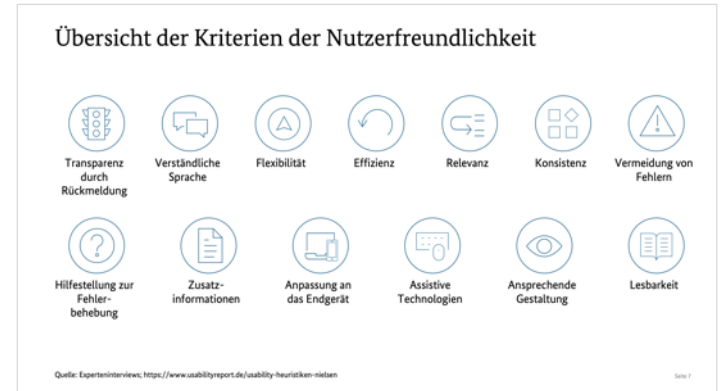 Übersicht der Kriterien der Nutzerfreundlichkeit
Transparenz
durch
Rückmeldung
Verständliche
Sprache
Flexibilität
Effizienz
Relevanz
Konsistenz
Vermeidung von
Fehlern
Hilfestellung zur
Fehler-
behebung
Zusatz-
informationen
Anpassung an
das Endgerät
Assistive
Technologien
Ansprechende
Gestaltung
Lesbarkeit
Quelle: Experteninterviews; https://www.usabilityreport.de/usability-heuristiken-nielsen
Seite 7